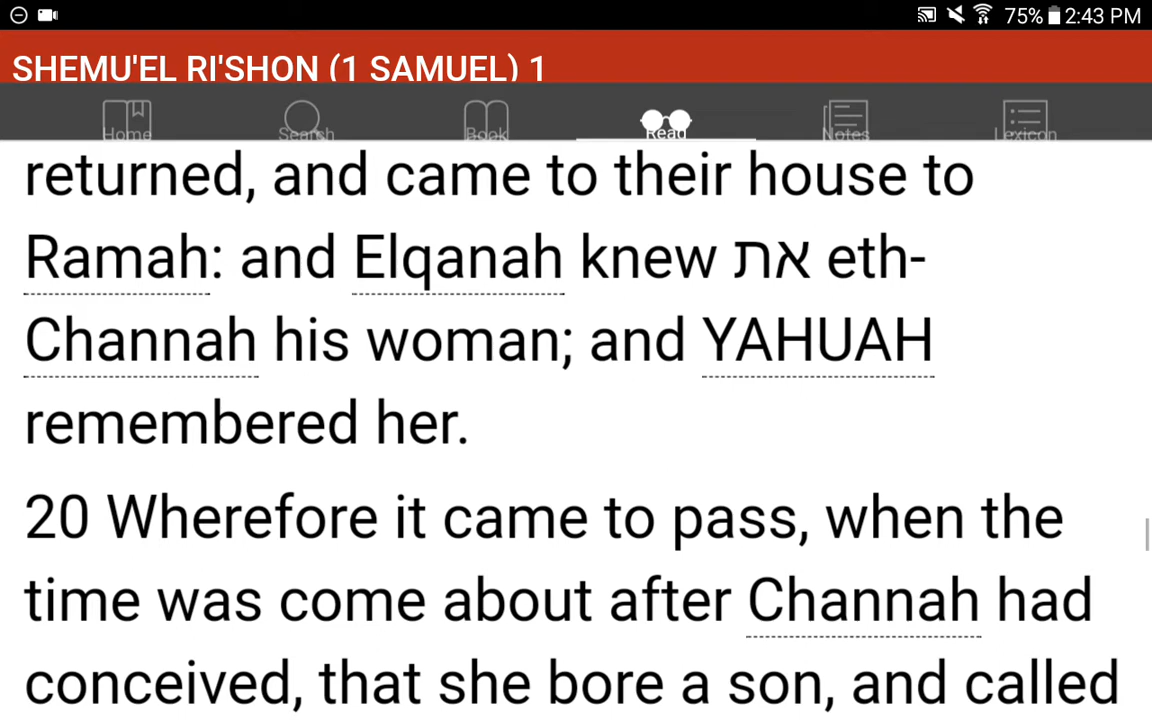 75% 2:43 PM
SHEMU'EL RI'SHON (1 SAMUEL) 1
Home Search Book Read Notes Lexicon
returned, and came to their house to
Ramah: and Elqanah knew את eth-
Channah his woman; and YAHUAH
remembered her.
20 Wherefore it came to pass, when the
time was come about after Channah had
conceived, that she bore a son, and called